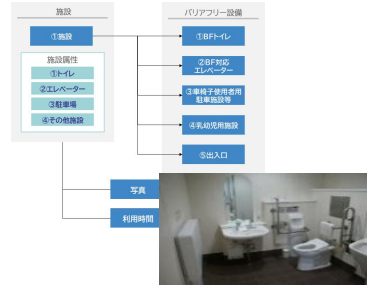 施設
①施設
施設属性
①トイレ
②エレベーター
③駐車場
④その他施設
バリアフリー設備
①BFトイレ
②BF対応
エレベーター
③車椅子使用者用
駐車施設等
④乳幼児用施設
⑤出入口
写真
利用時間